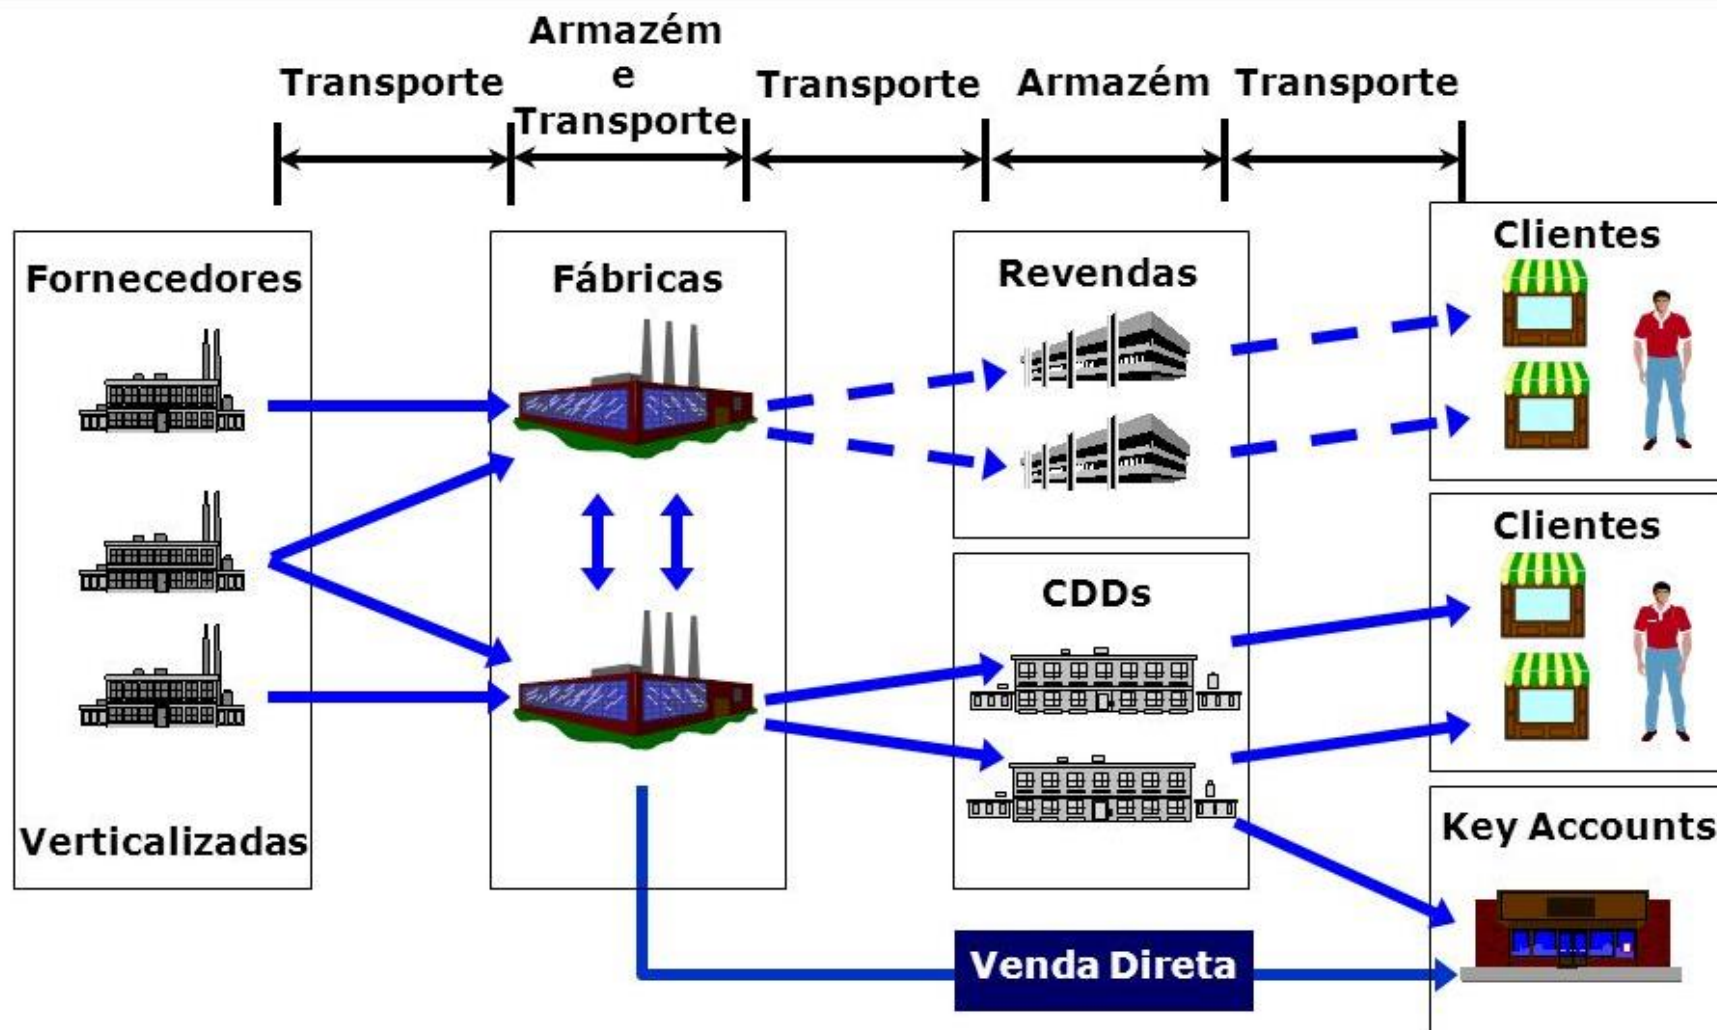 Transporte
Armazém
e
Transporte
Transporte
Armazém
Transporte
Fornecedores
Verticalizadas
Fábricas
Revendas
CDDs
Clientes
Clientes
Key Accounts
Venda Direta